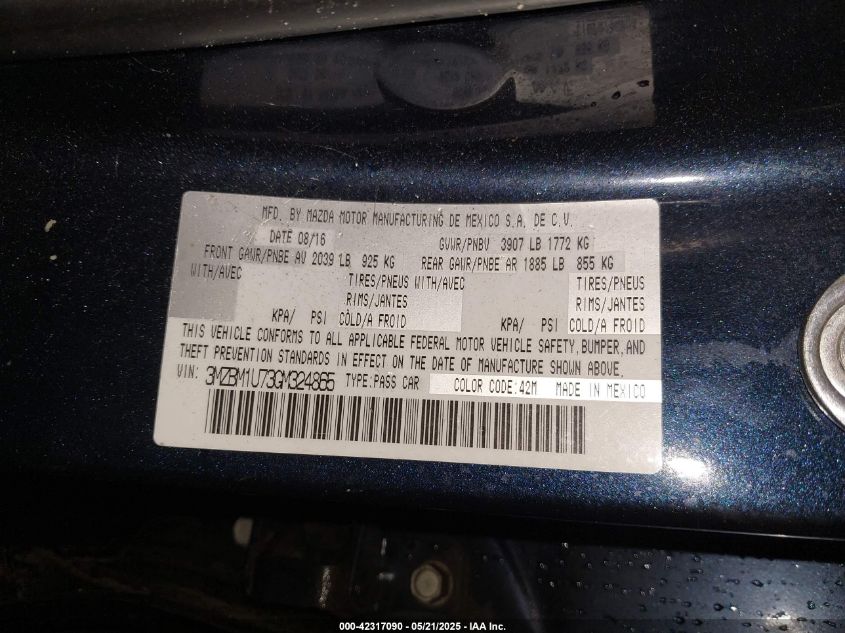 MFD. BY MAZDA MOTOR MANUFACTURING DE MEXICO S.A. DE C.V.
DATE 08/16 GVWR/PNBV 3907 LB 1772 KG
FRONT GAWR/PNBE AV 2039 LB 925 KG REAR GAWR/PNBE AR 1885 LB 855 KG
WITH/AVEC TIRES/PNEUS WITH/AVEC TIRES/PNEUS
RIMS/JANTES RIMS/JANTES
KPA/ PSI COLD/A FROID KPA/ PSI COLD/A FROID
THIS VEHICLE CONFORMS TO ALL APPLICABLE FEDERAL MOTOR VEHICLE SAFETY, BUMPER, AND
THEFT PREVENTION STANDARDS IN EFFECT ON THE DATE OF MANUFACTURE SHOWN ABOVE.
VIN: 3MZBM1U73GM324865 TYPE:PASS CAR COLOR CODE:42M MADE IN MEXICO
000-42317090 - 05/21/2025 - IAA Inc.